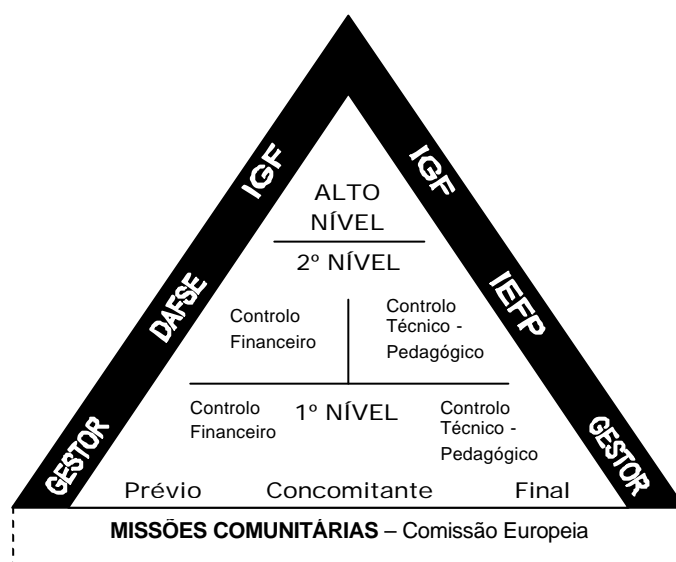 IGF
IGF
ALTO
NÍVEL
2º NÍVEL
DAFSE
IEFP
Controlo
Financeiro
Controlo
Técnico -
Pedagógico
Controlo
Financeiro
1º NÍVEL
Controlo
Técnico -
Pedagógico
GESTOR
GESTOR
Prévio Concomitante Final
MISSÕES COMUNITÁRIAS – Comissão Europeia